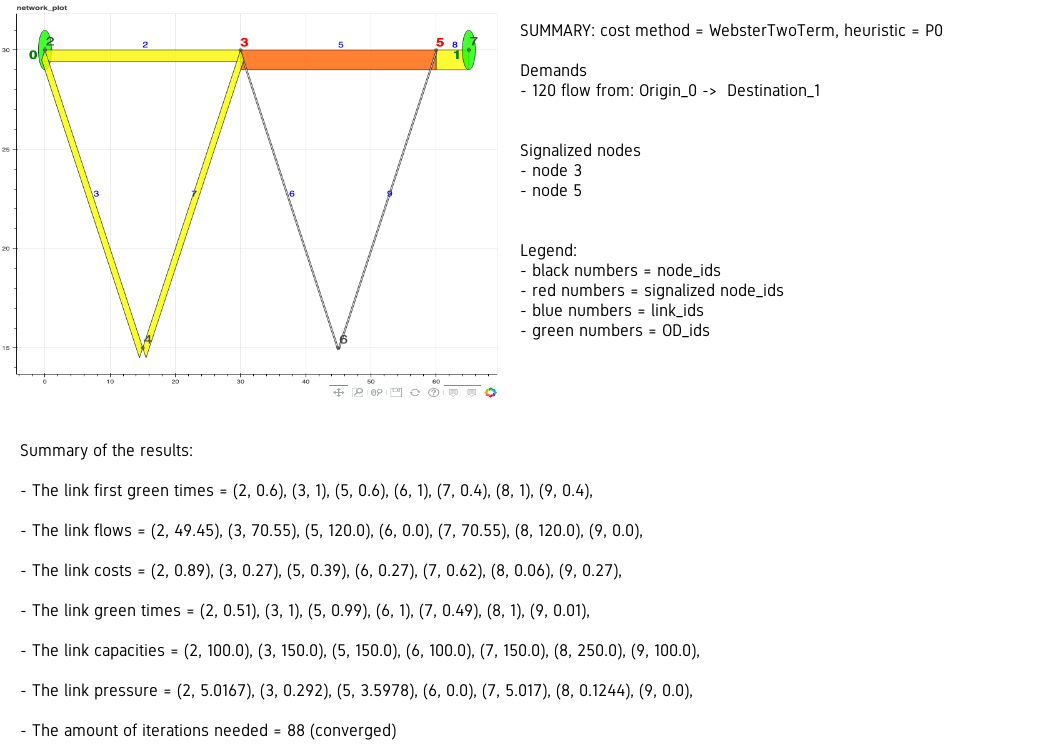 network_plot
SUMMARY: cost method = WebsterTwoTerm, heuristic = P0
Demands
- 120 flow from: Origin_0 -> Destination_1
Signalized nodes
- node 3
- node 5
Legend:
- black numbers = node_ids
- red numbers = signalized node_ids
- blue numbers = link_ids
- green numbers = OD_ids
30
25
20
15
0 10 20 30 40 50 60
0 2 2 3 5 5 8 1 7
3 7 6 9
4 6
Summary of the results:
- The link first green times = (2, 0.6), (3, 1), (5, 0.6), (6, 1), (7, 0.4), (8, 1), (9, 0.4),
- The link flows = (2, 49.45), (3, 70.55), (5, 120.0), (6, 0.0), (7, 70.55), (8, 120.0), (9, 0.0),
- The link costs = (2, 0.89), (3, 0.27), (5, 0.39), (6, 0.27), (7, 0.62), (8, 0.06), (9, 0.27),
- The link green times = (2, 0.51), (3, 1), (5, 0.99), (6, 1), (7, 0.49), (8, 1), (9, 0.01),
- The link capacities = (2, 100.0), (3, 150.0), (5, 150.0), (6, 100.0), (7, 150.0), (8, 250.0), (9, 100.0),
- The link pressure = (2, 5.0167), (3, 0.292), (5, 3.5978), (6, 0.0), (7, 5.017), (8, 0.1244), (9, 0.0),
- The amount of iterations needed = 88 (converged)